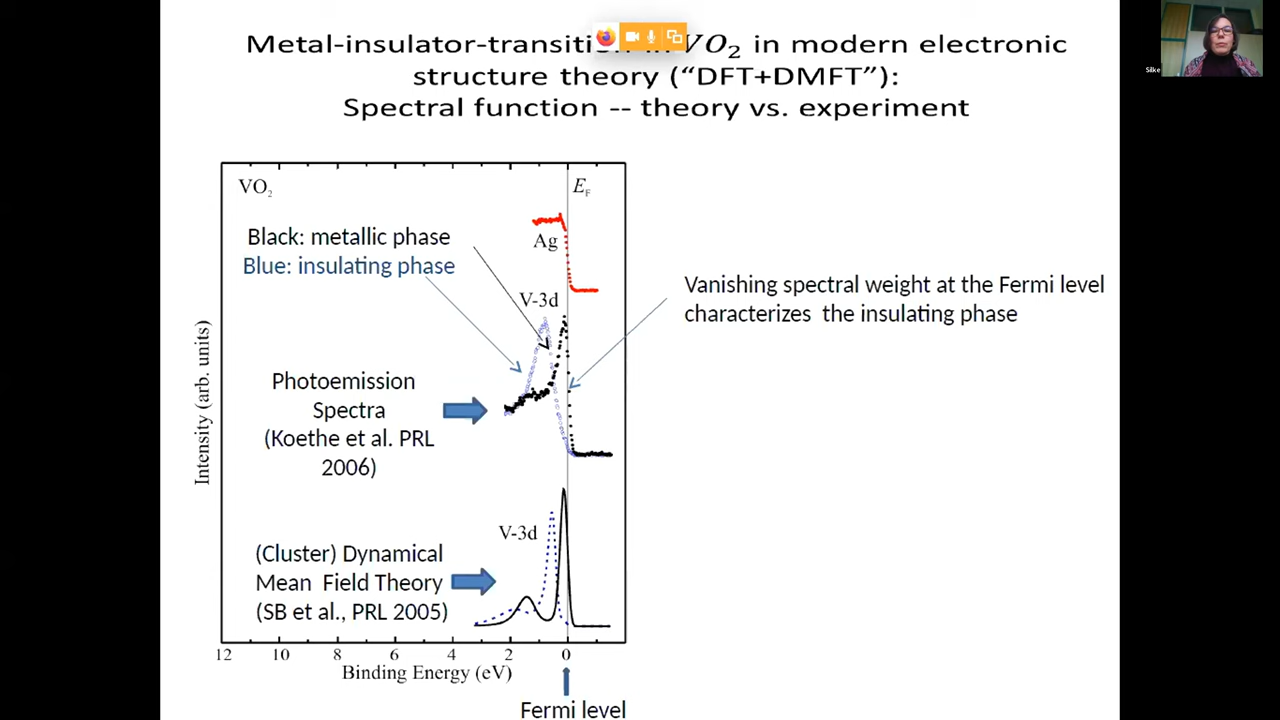 Metal-insulator-transiti in VO₂ in modern electronic
structure theory (“DFT+DMFT”):
Spectral function -- theory vs. experiment
Silke
VO₂
E_F
Black: metallic phase
Ag
Blue: insulating phase
Vanishing spectral weight at the Fermi level
characterizes the insulating phase
V-3d
Intensity (arb. units)
Photoemission
Spectra
(Koethe et al. PRL
2006)
V-3d
(Cluster) Dynamical
Mean Field Theory
(SB et al., PRL 2005)
12 10 8 6 4 2 0
Binding Energy (eV)
Fermi level